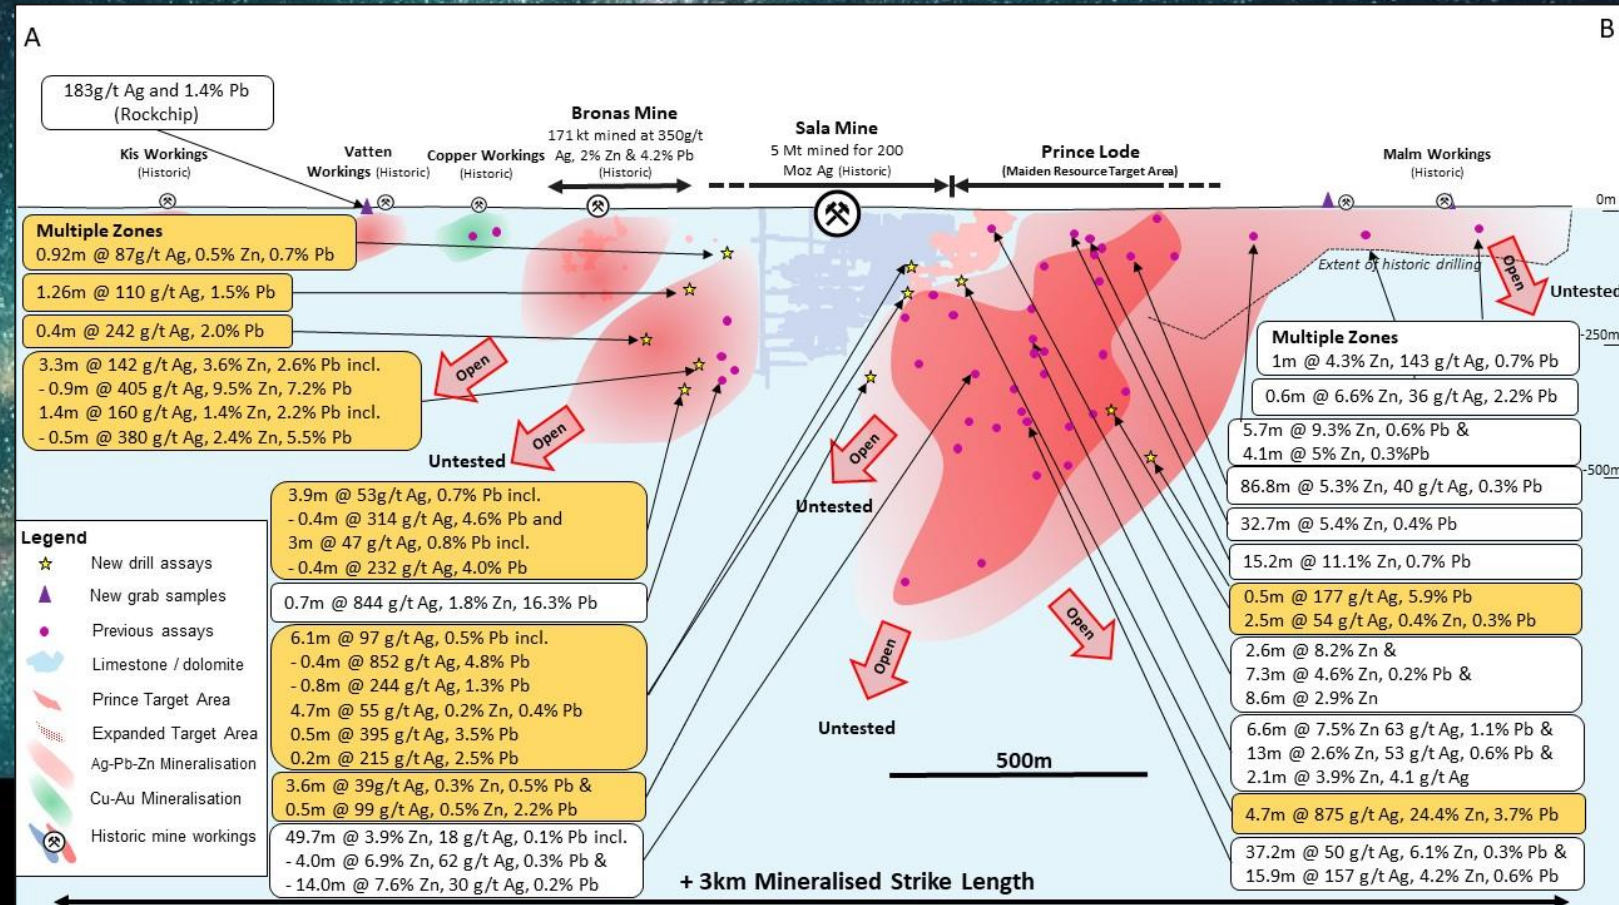 A
B
183g/t Ag and 1.4% Pb
(Rockchip)
Kis Workings
(Historic)
Vatten
Workings (Historic)
Copper Workings
(Historic)
Bronas Mine
171 kt mined at 350g/t
Ag, 2% Zn & 4.2% Pb
(Historic)
Sala Mine
5 Mt mined for 200
Moz Ag (Historic)
Prince Lode
(Maiden Resource Target Area)
Malm Workings
(Historic)
0m
-250m
-500m
Multiple Zones
0.92m @ 87g/t Ag, 0.5% Zn, 0.7% Pb
1.26m @ 110 g/t Ag, 1.5% Pb
0.4m @ 242 g/t Ag, 2.0% Pb
3.3m @ 142 g/t Ag, 3.6% Zn, 2.6% Pb incl.
- 0.9m @ 405 g/t Ag, 9.5% Zn, 7.2% Pb
1.4m @ 160 g/t Ag, 1.4% Zn, 2.2% Pb incl.
- 0.5m @ 380 g/t Ag, 2.4% Zn, 5.5% Pb
Open
Open
Untested
3.9m @ 53g/t Ag, 0.7% Pb incl.
- 0.4m @ 314 g/t Ag, 4.6% Pb and
3m @ 47 g/t Ag, 0.8% Pb incl.
- 0.4m @ 232 g/t Ag, 4.0% Pb
0.7m @ 844 g/t Ag, 1.8% Zn, 16.3% Pb
6.1m @ 97 g/t Ag, 0.5% Pb incl.
- 0.4m @ 852 g/t Ag, 4.8% Pb
- 0.8m @ 244 g/t Ag, 1.3% Pb
4.7m @ 55 g/t Ag, 0.2% Zn, 0.4% Pb
0.5m @ 395 g/t Ag, 3.5% Pb
0.2m @ 215 g/t Ag, 2.5% Pb
3.6m @ 39g/t Ag, 0.3% Zn, 0.5% Pb &
0.5m @ 99 g/t Ag, 0.5% Zn, 2.2% Pb
49.7m @ 3.9% Zn, 18 g/t Ag, 0.1% Pb incl.
- 4.0m @ 6.9% Zn, 62 g/t Ag, 0.3% Pb &
- 14.0m @ 7.6% Zn, 30 g/t Ag, 0.2% Pb
Legend
New drill assays
New grab samples
Previous assays
Limestone / dolomite
Prince Target Area
Expanded Target Area
Ag-Pb-Zn Mineralisation
Cu-Au Mineralisation
Historic mine workings
Open
Untested
Open
Untested
Open
500m
Extent of historic drilling
Open
Untested
Multiple Zones
1m @ 4.3% Zn, 143 g/t Ag, 0.7% Pb
0.6m @ 6.6% Zn, 36 g/t Ag, 2.2% Pb
5.7m @ 9.3% Zn, 0.6% Pb &
4.1m @ 5% Zn, 0.3%Pb
86.8m @ 5.3% Zn, 40 g/t Ag, 0.3% Pb
32.7m @ 5.4% Zn, 0.4% Pb
15.2m @ 11.1% Zn, 0.7% Pb
0.5m @ 177 g/t Ag, 5.9% Pb
2.5m @ 54 g/t Ag, 0.4% Zn, 0.3% Pb
2.6m @ 8.2% Zn &
7.3m @ 4.6% Zn, 0.2% Pb &
8.6m @ 2.9% Zn
6.6m @ 7.5% Zn 63 g/t Ag, 1.1% Pb &
13m @ 2.6% Zn, 53 g/t Ag, 0.6% Pb &
2.1m @ 3.9% Zn, 4.1 g/t Ag
4.7m @ 875 g/t Ag, 24.4% Zn, 3.7% Pb
37.2m @ 50 g/t Ag, 6.1% Zn, 0.3% Pb &
15.9m @ 157 g/t Ag, 4.2% Zn, 0.6% Pb
+ 3km Mineralised Strike Length